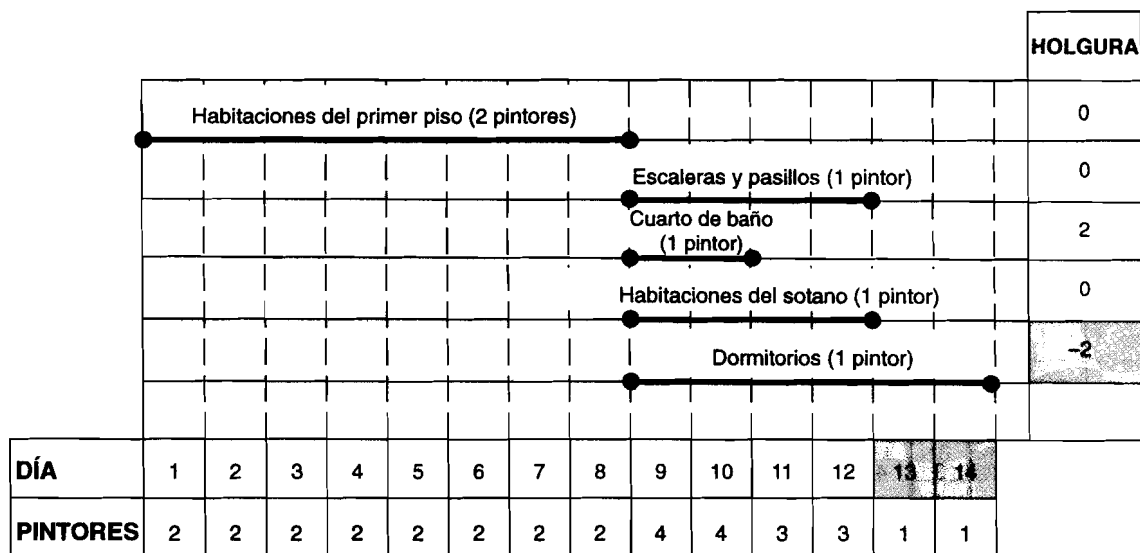 HOLGURA
Habitaciones del primer piso (2 pintores)
0
Escaleras y pasillos (1 pintor)
0
Cuarto de baño
(1 pintor)
2
Habitaciones del sotano (1 pintor)
0
Dormitorios (1 pintor)
–2
DÍA 1 2 3 4 5 6 7 8 9 10 11 12 13 14
PINTORES 2 2 2 2 2 2 2 2 4 4 3 3 1 1